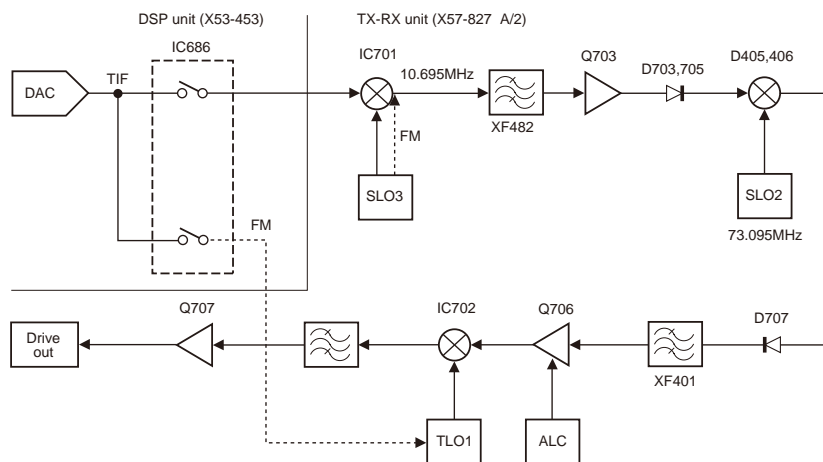 DSP unit (X53-453)
TX-RX unit (X57-827 A/2)
IC686
IC701
Q703
D703,705
D405,406
DAC
TIF
10.695MHz
XF482
FM
SLO3
SLO2
73.095MHz
FM
Q707
IC702
Q706
D707
Drive
out
XF401
TLO1
ALC